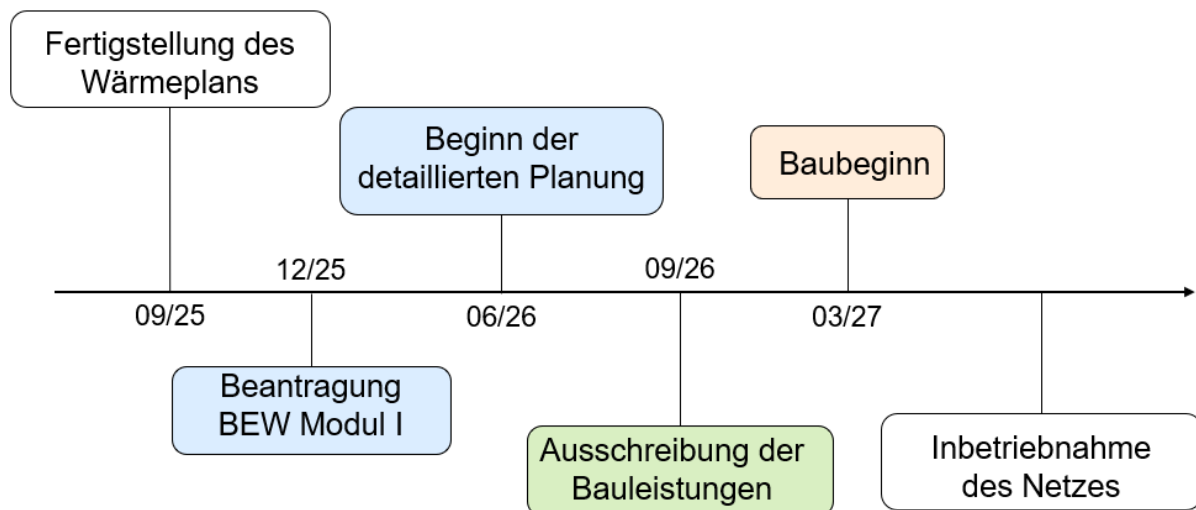 Fertigstellung des
Wärmeplans
Beginn der
detaillierten Planung
Baubeginn
12/25
09/26
09/25
06/26
03/27
Beantragung
BEW Modul I
Ausschreibung der
Bauleistungen
Inbetriebnahme
des Netzes